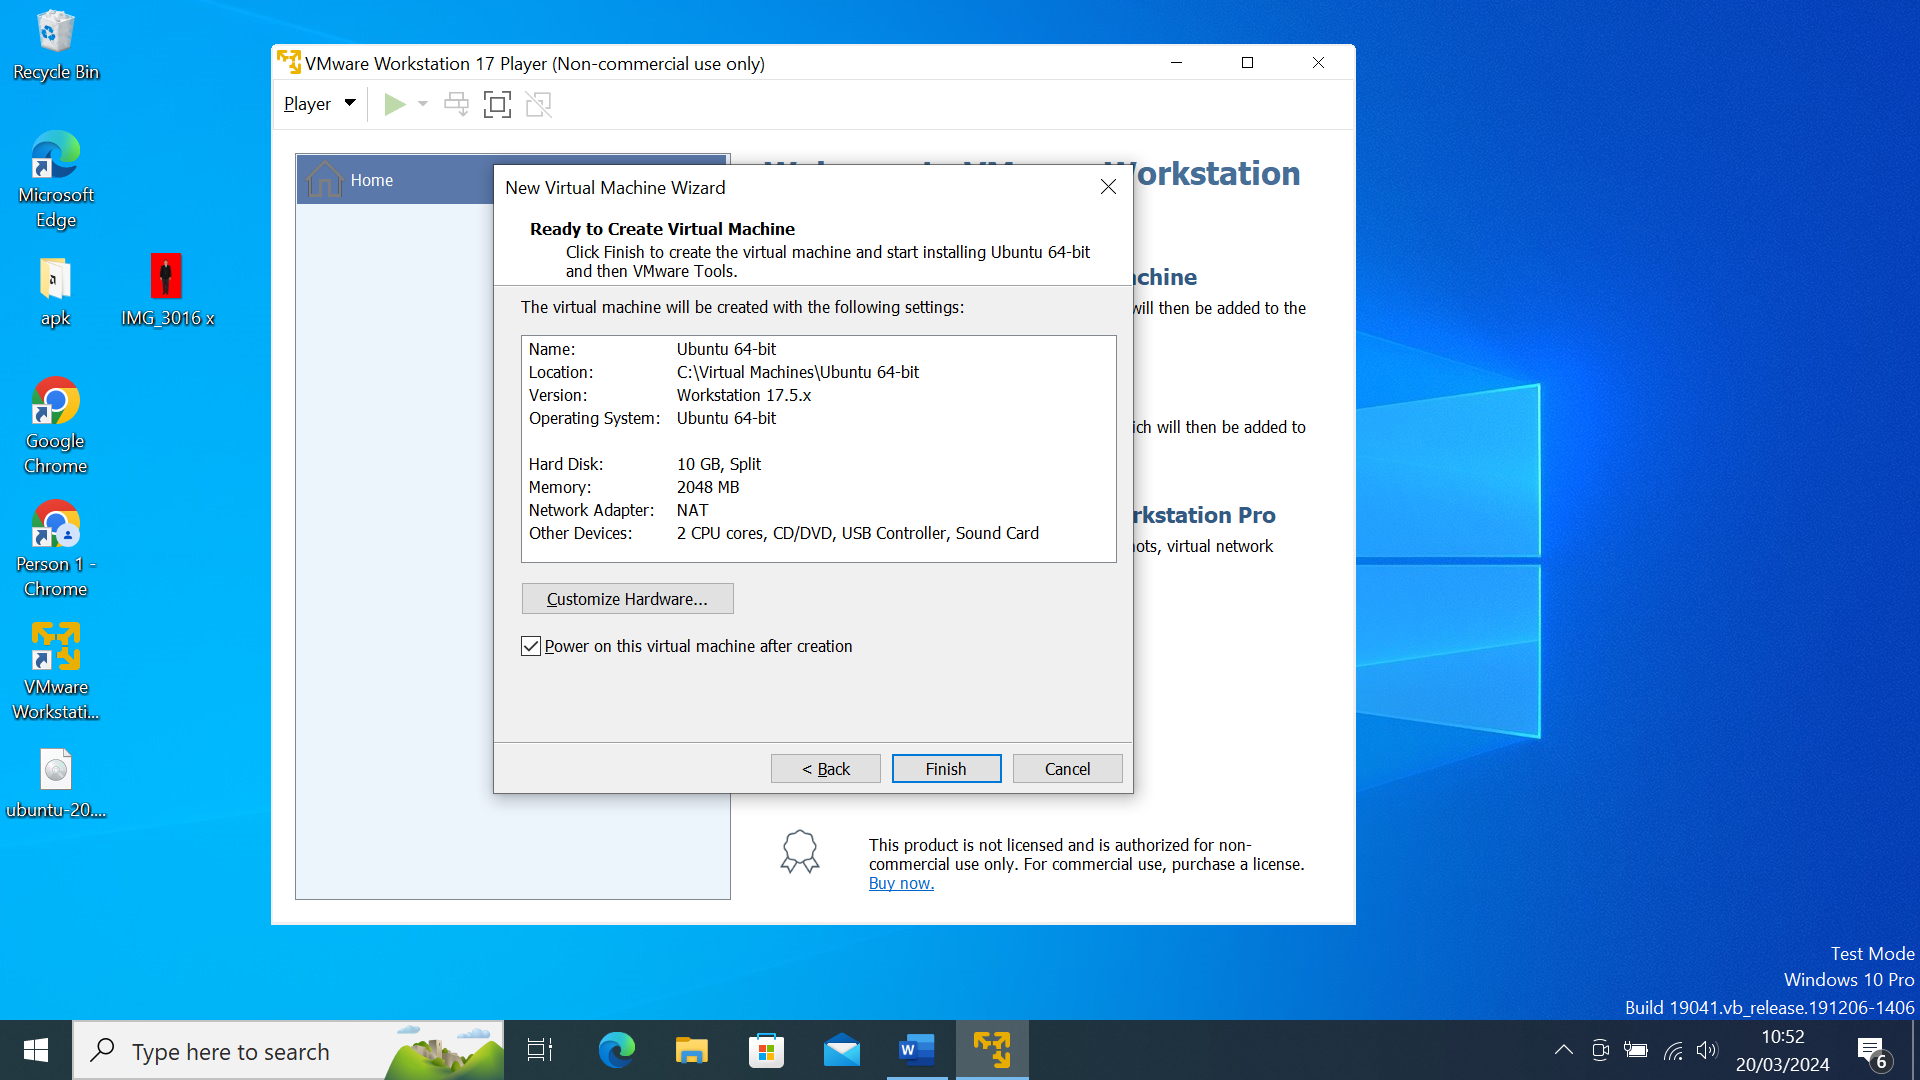 Recycle Bin
Microsoft
Edge
apk
IMG_3016 x
Google
Chrome
Person 1 -
Chrome
VMware
Workstati...
ubuntu-20....
VMware Workstation 17 Player (Non-commercial use only)
Player
Home
orkstation
achine
will then be added to the
ich will then be added to
rkstation Pro
ots, virtual network
New Virtual Machine Wizard
Ready to Create Virtual Machine
Click Finish to create the virtual machine and start installing Ubuntu 64-bit
and then VMware Tools.
The virtual machine will be created with the following settings:
Name: Ubuntu 64-bit
Location: C:\Virtual Machines\Ubuntu 64-bit
Version: Workstation 17.5.x
Operating System: Ubuntu 64-bit
Hard Disk: 10 GB, Split
Memory: 2048 MB
Network Adapter: NAT
Other Devices: 2 CPU cores, CD/DVD, USB Controller, Sound Card
Customize Hardware...
Power on this virtual machine after creation
< Back
Finish
Cancel
This product is not licensed and is authorized for non-
commercial use only. For commercial use, purchase a license.
Buy now.
Test Mode
Windows 10 Pro
Build 19041.vb_release.191206-1406
Type here to search
W
10:52
20/03/2024
6